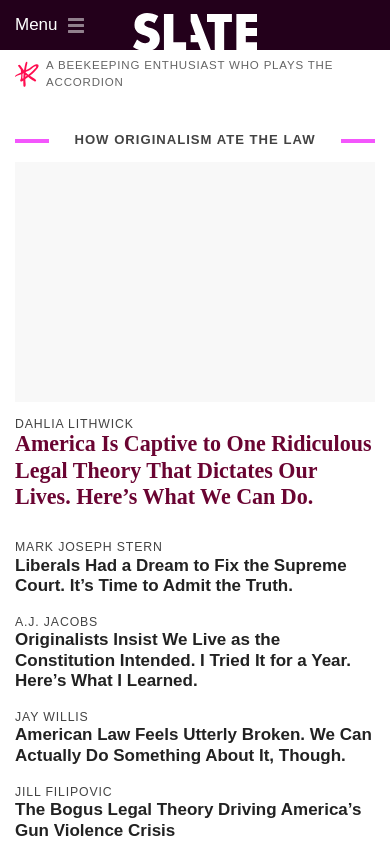 Menu
SLATE
A BEEKEEPING ENTHUSIAST WHO PLAYS THE
ACCORDION
HOW ORIGINALISM ATE THE LAW
DAHLIA LITHWICK
America Is Captive to One Ridiculous
Legal Theory That Dictates Our
Lives. Here’s What We Can Do.
MARK JOSEPH STERN
Liberals Had a Dream to Fix the Supreme
Court. It’s Time to Admit the Truth.
A.J. JACOBS
Originalists Insist We Live as the
Constitution Intended. I Tried It for a Year.
Here’s What I Learned.
JAY WILLIS
American Law Feels Utterly Broken. We Can
Actually Do Something About It, Though.
JILL FILIPOVIC
The Bogus Legal Theory Driving America’s
Gun Violence Crisis